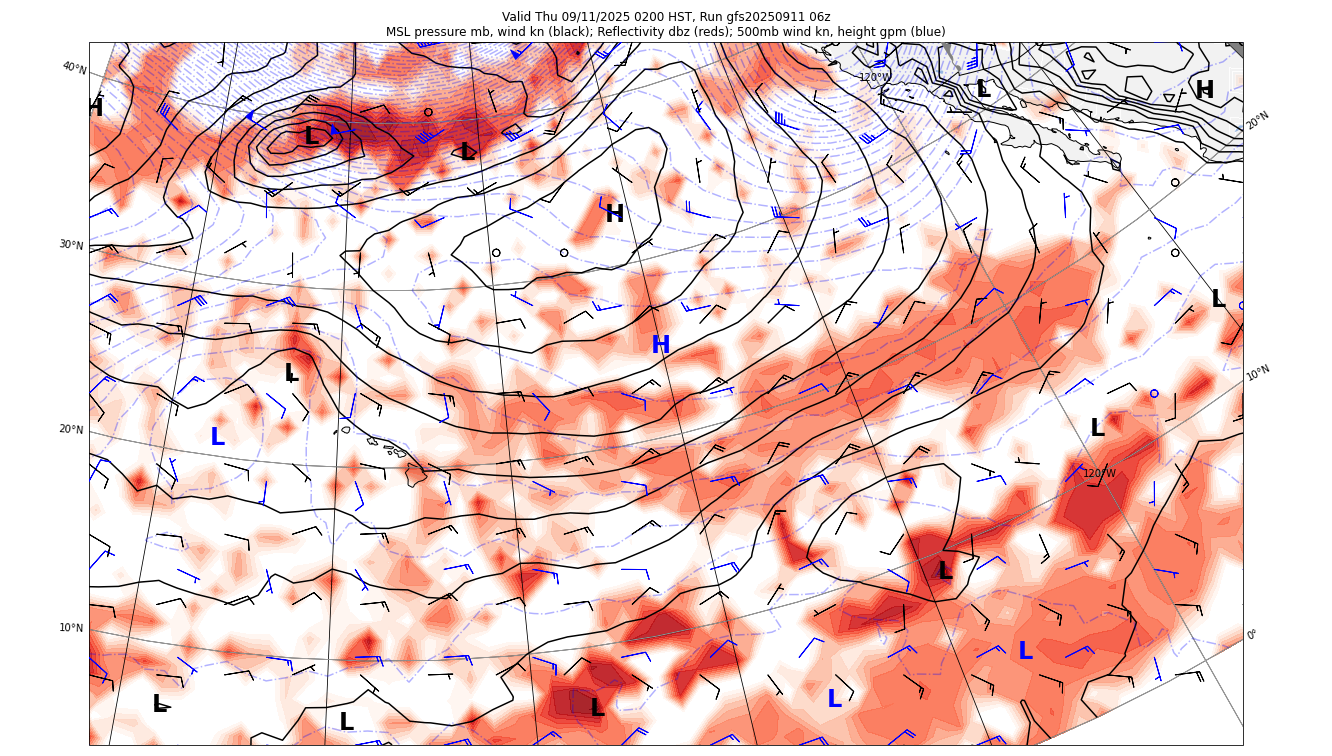 Valid Thu 09/11/2025 0200 HST, Run gfs20250911 06z
MSL pressure mb, wind kn (black); Reflectivity dbz (reds); 500mb wind kn, height gpm (blue)
40°N
120°W
L
H
H
20°N
L
L
H
30°N
L
H
L
10°N
L
L
20°N
L
120°W
L
10°N
0°
L
L
L
L
L